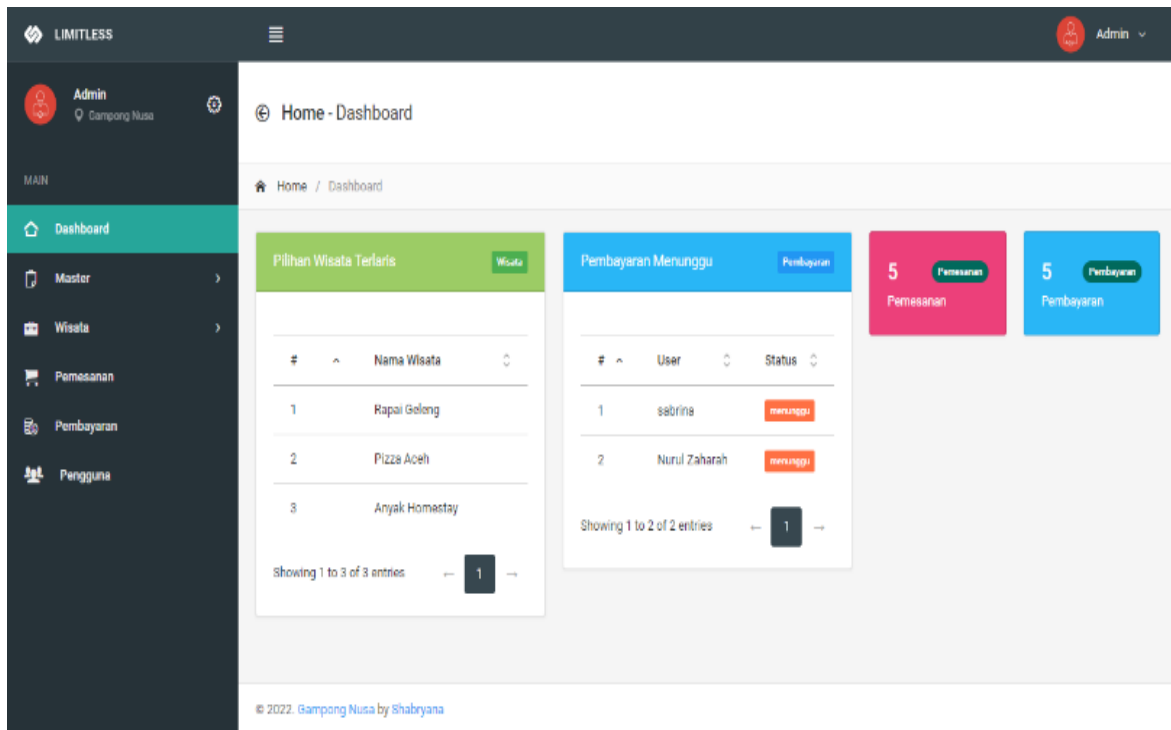 LIMITLESS
Admin
Admin
Gampong Nusa
Home - Dashboard
MAIN
Home / Dashboard
Dashboard
Master
Wisata
Pemesanan
Pembayaran
Pengguna
Pilihan Wisata Terlaris Wisata
# Nama Wisata
1 Rapai Geleng
2 Pizza Aceh
3 Anyak Homestay
Showing 1 to 3 of 3 entries ← 1 →
Pembayaran Menunggu Pembayaran
# User Status
1 sabrina menunggu
2 Nurul Zaharah menunggu
Showing 1 to 2 of 2 entries ← 1 →
5 Pemesanan
Pemesanan
5 Pembayaran
Pembayaran
© 2022. Gampong Nusa by Shabryana